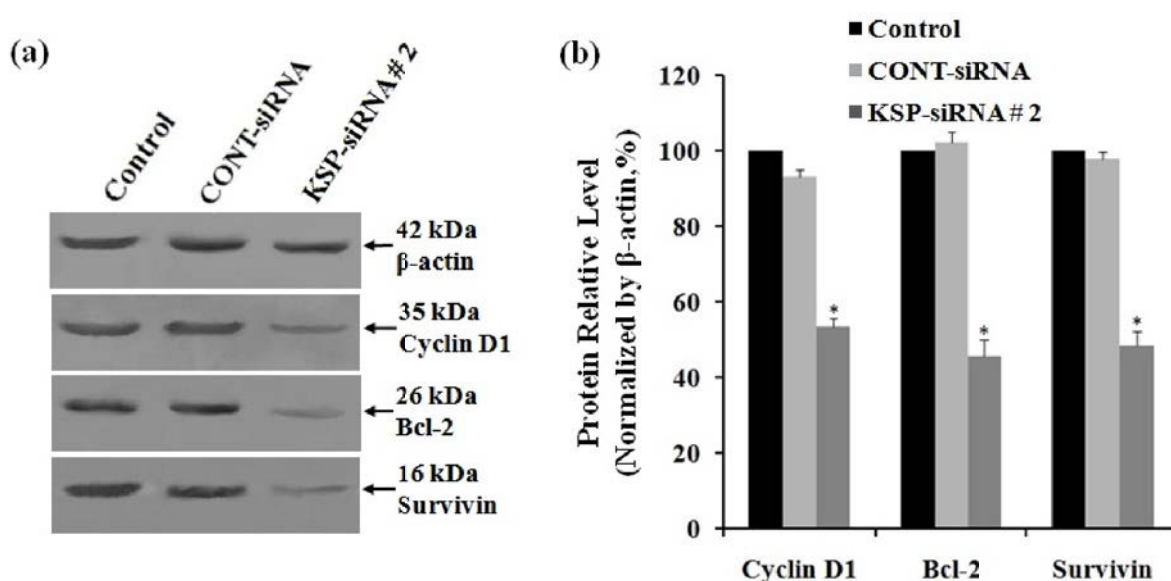 (a)
Control
CONT-siRNA
KSP-siRNA#2
42 kDa
β-actin
35 kDa
Cyclin D1
26 kDa
Bcl-2
16 kDa
Survivin
(b)
Control
CONT-siRNA
KSP-siRNA#2
Protein Relative Level
(Normalized by β-actin,%)
120
100
80
60
40
20
0
*
*
*
Cyclin D1
Bcl-2
Survivin